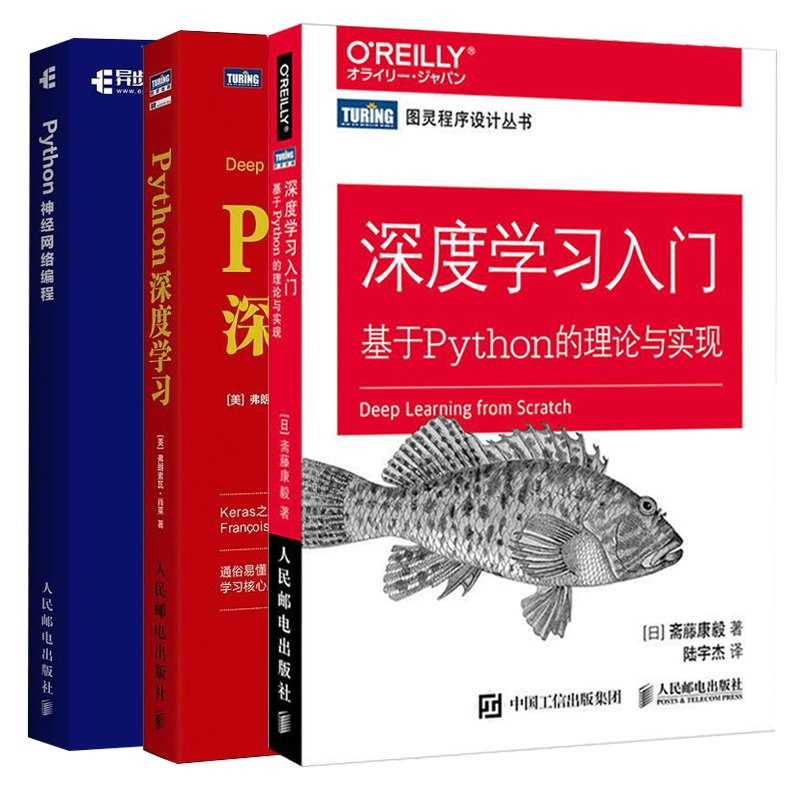 异步
www.ep
Python 神经网络编程
人民邮电出版社
TURING
Python 深度学习
[美] 弗朗索瓦·肖莱 著
人民邮电出版社
TURING
Deep
P
深
[美] 弗朗
Keras之
François
通俗易懂
学习核心
O'REILLY®
TURING
深度学习入门
基于Python的理论与实现
[日] 斋藤康毅 著
人民邮电出版社
O'REILLY®
オライリー・ジャパン
TURING 图灵程序设计丛书
深度学习入门
基于Python的理论与实现
Deep Learning from Scratch
[日] 斋藤康毅 著
陆宇杰 译
中国工信出版集团
人民邮电出版社
POSTS & TELECOM PRESS